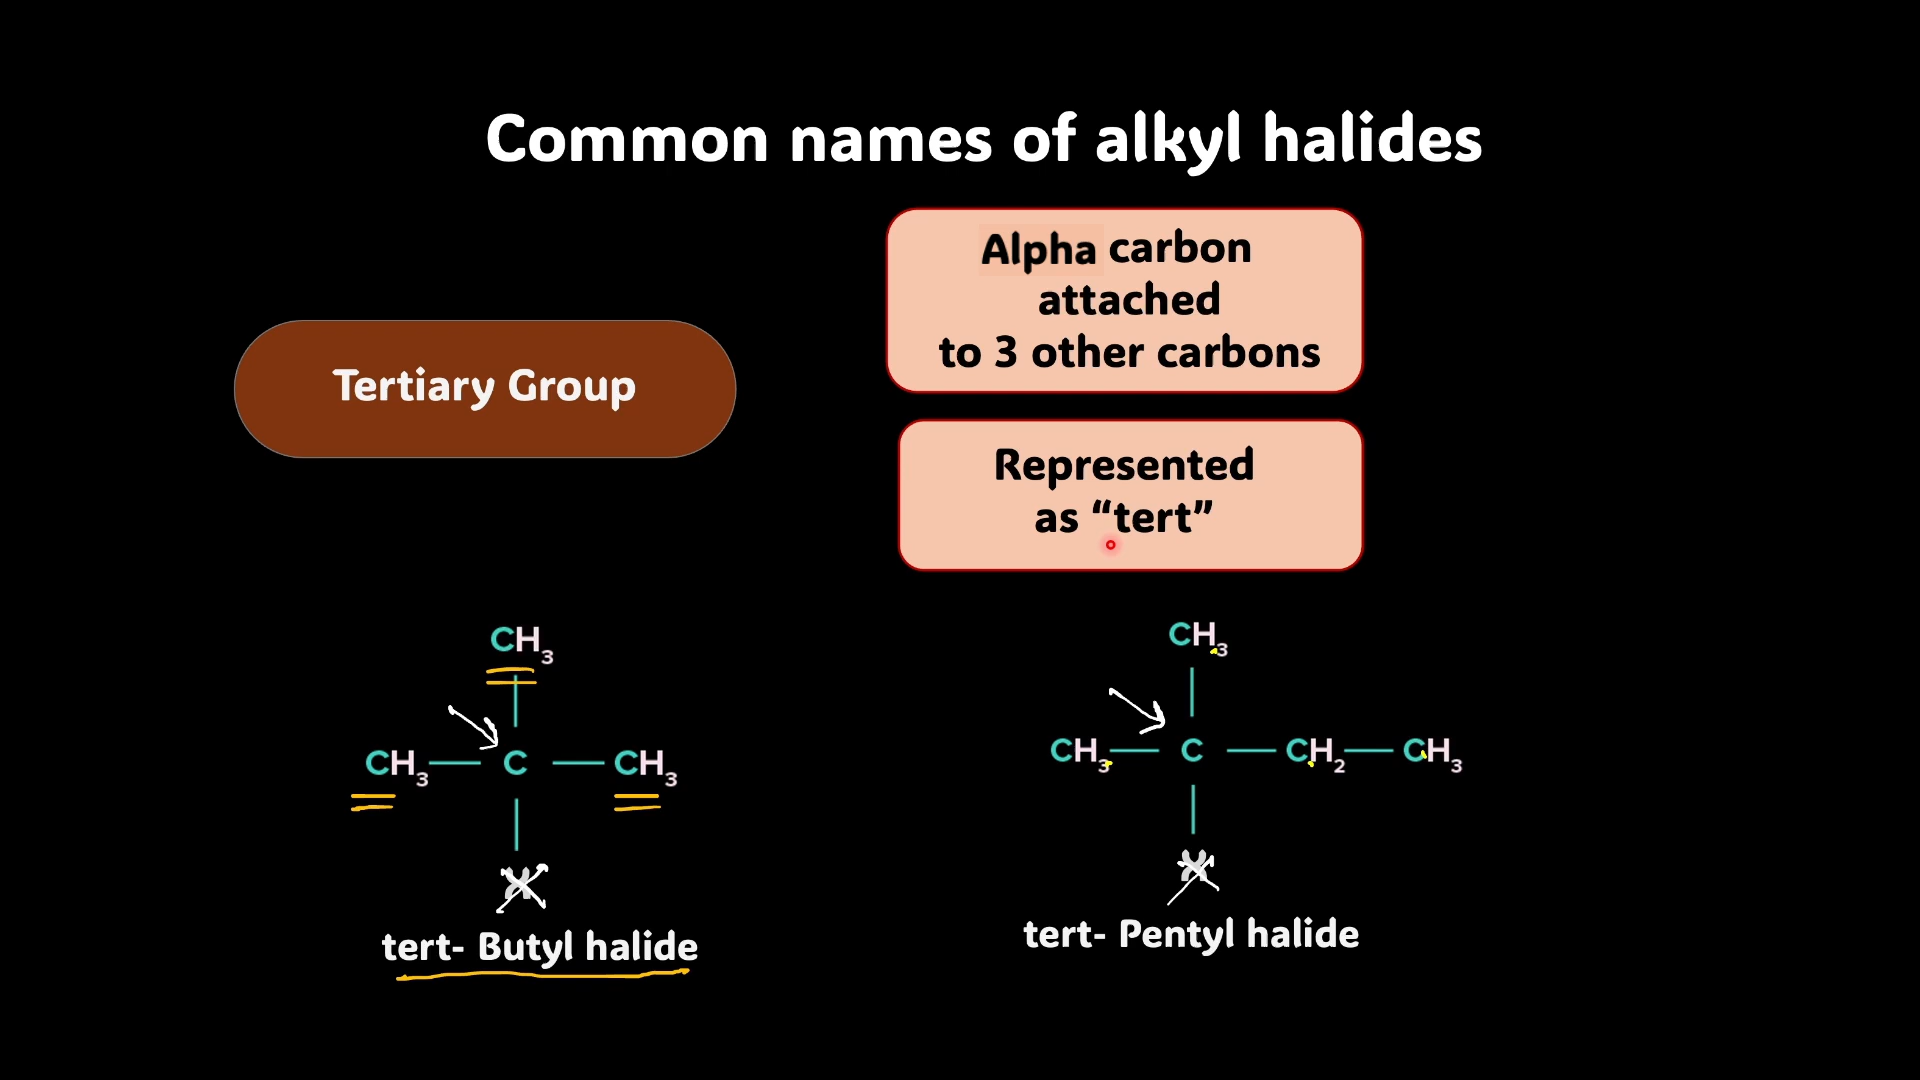 Common names of alkyl halides
Tertiary Group
Alpha carbon
attached
to 3 other carbons
Represented
as “tert”
CH3
CH3 — C — CH3
X
tert- Butyl halide
CH3
CH3 — C — CH2 — CH3
X
tert- Pentyl halide